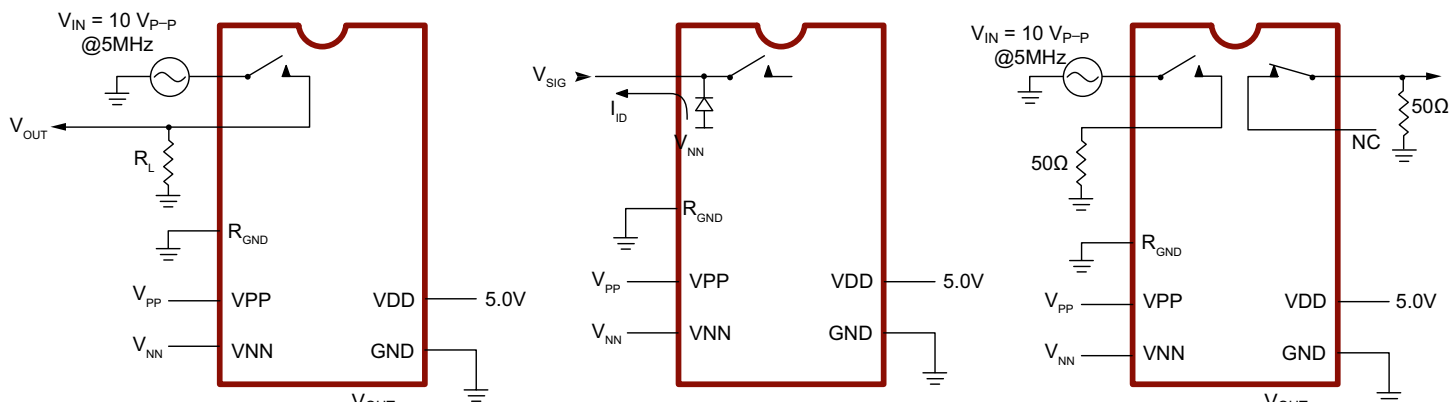 V_IN = 10 V_P–P
@5MHz
V_OUT
R_L
R_GND
V_PP
VPP
VDD
5.0V
V_NN
VNN
GND
V_OUT
V_SIG
I_ID
V_NN
R_GND
V_PP
VPP
VDD
5.0V
V_NN
VNN
GND
V_IN = 10 V_P–P
@5MHz
50Ω
NC
50Ω
R_GND
V_PP
VPP
VDD
5.0V
V_NN
VNN
GND
V_OUT